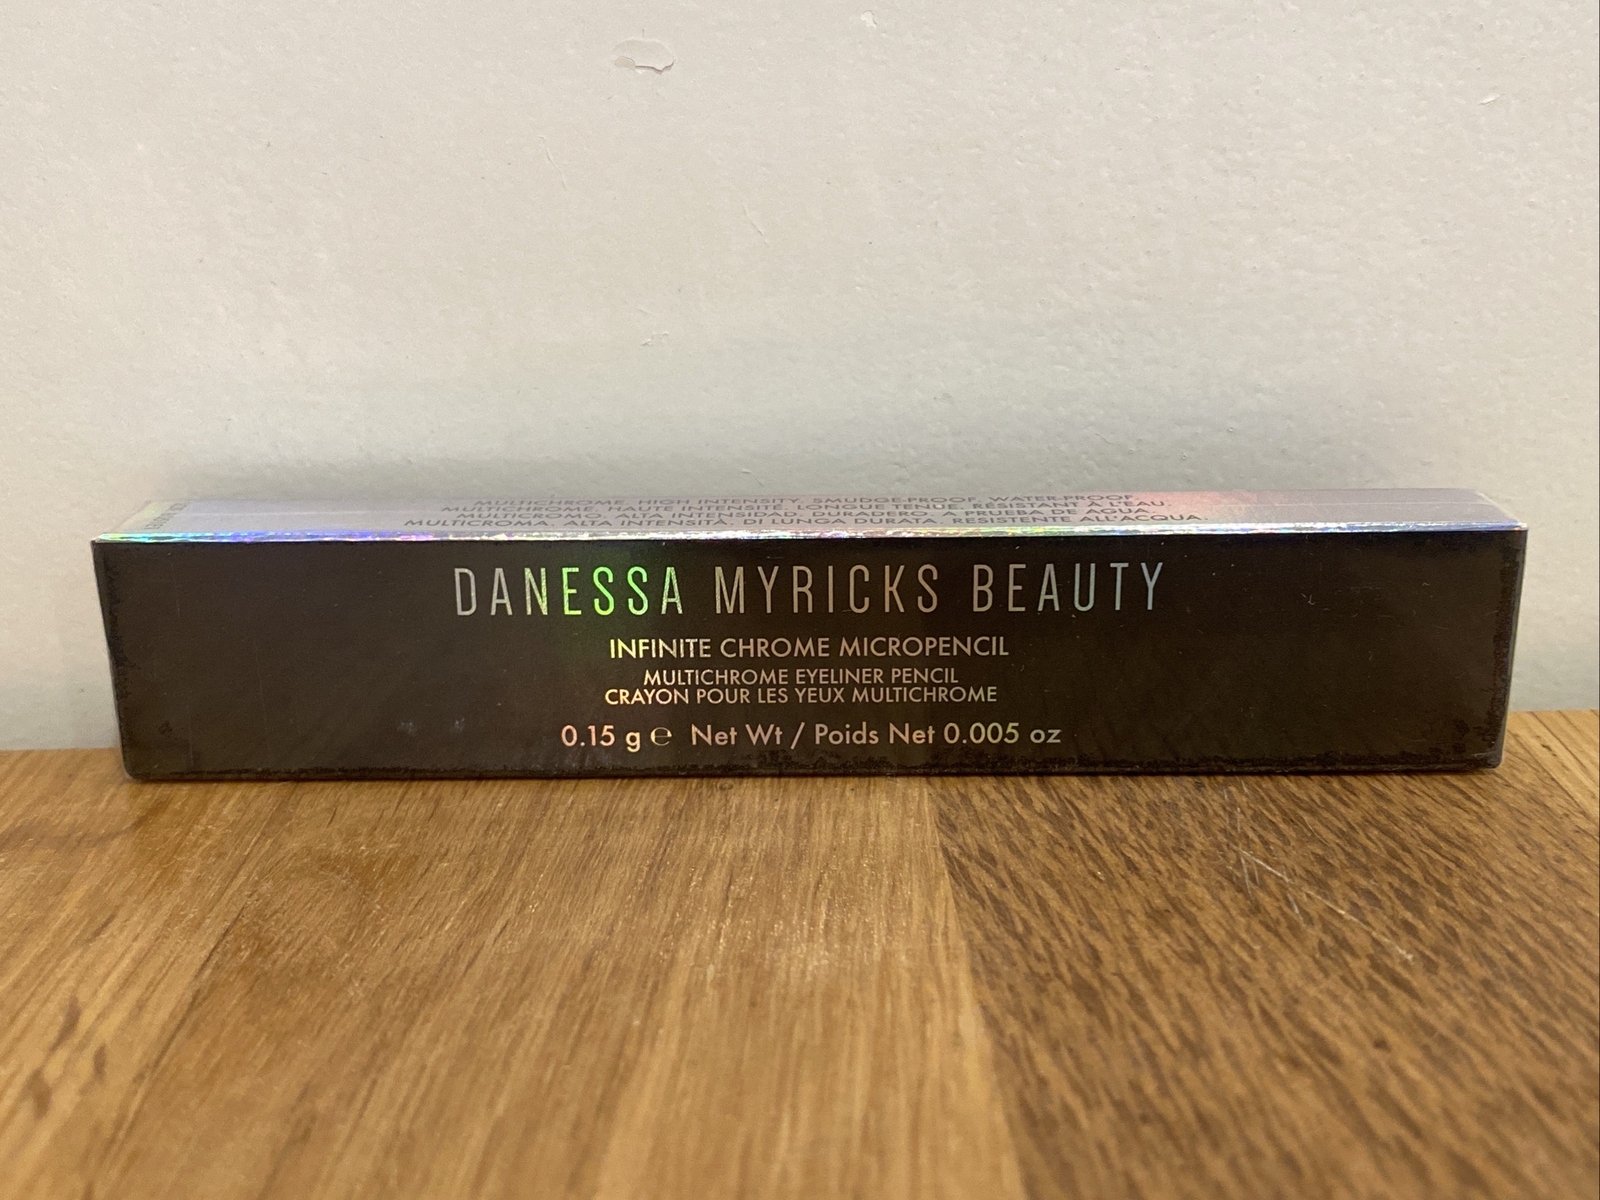 MULTICHROME, HIGH INTENSITY, SMUDGE-PROOF, WATER-PROOF.
MULTICHROME, HAUTE INTENSITÉ, LONGUE TENUE, RÉSISTANT À L'EAU.
MULTICROMO, ALTA INTENSIDAD, DURADERO, A PRUEBA DE AGUA.
MULTICROMA, ALTA INTENSITÀ, DI LUNGA DURATA, RESISTENTE ALL'ACQUA.
DANESSA MYRICKS BEAUTY
INFINITE CHROME MICROPENCIL
MULTICHROME EYELINER PENCIL
CRAYON POUR LES YEUX MULTICHROME
0.15 g ℮ Net Wt / Poids Net 0.005 oz